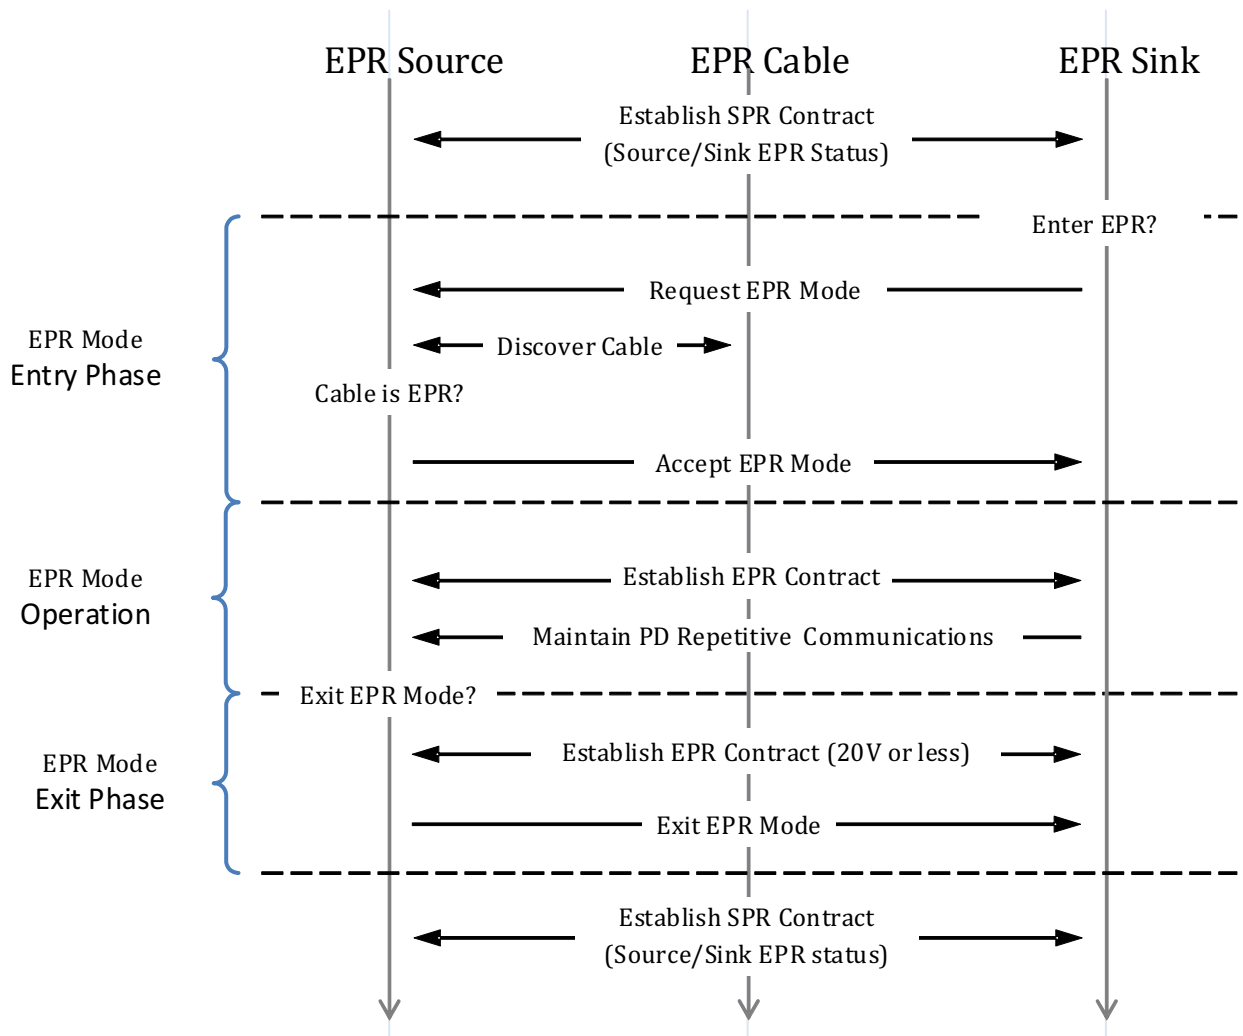 EPR Source
EPR Cable
EPR Sink
Establish SPR Contract
(Source/Sink EPR Status)
Enter EPR?
Request EPR Mode
Discover Cable
EPR Mode
Entry Phase
Cable is EPR?
Accept EPR Mode
Establish EPR Contract
EPR Mode
Operation
Maintain PD Repetitive Communications
Exit EPR Mode?
Establish EPR Contract (20V or less)
EPR Mode
Exit Phase
Exit EPR Mode
Establish SPR Contract
(Source/Sink EPR status)